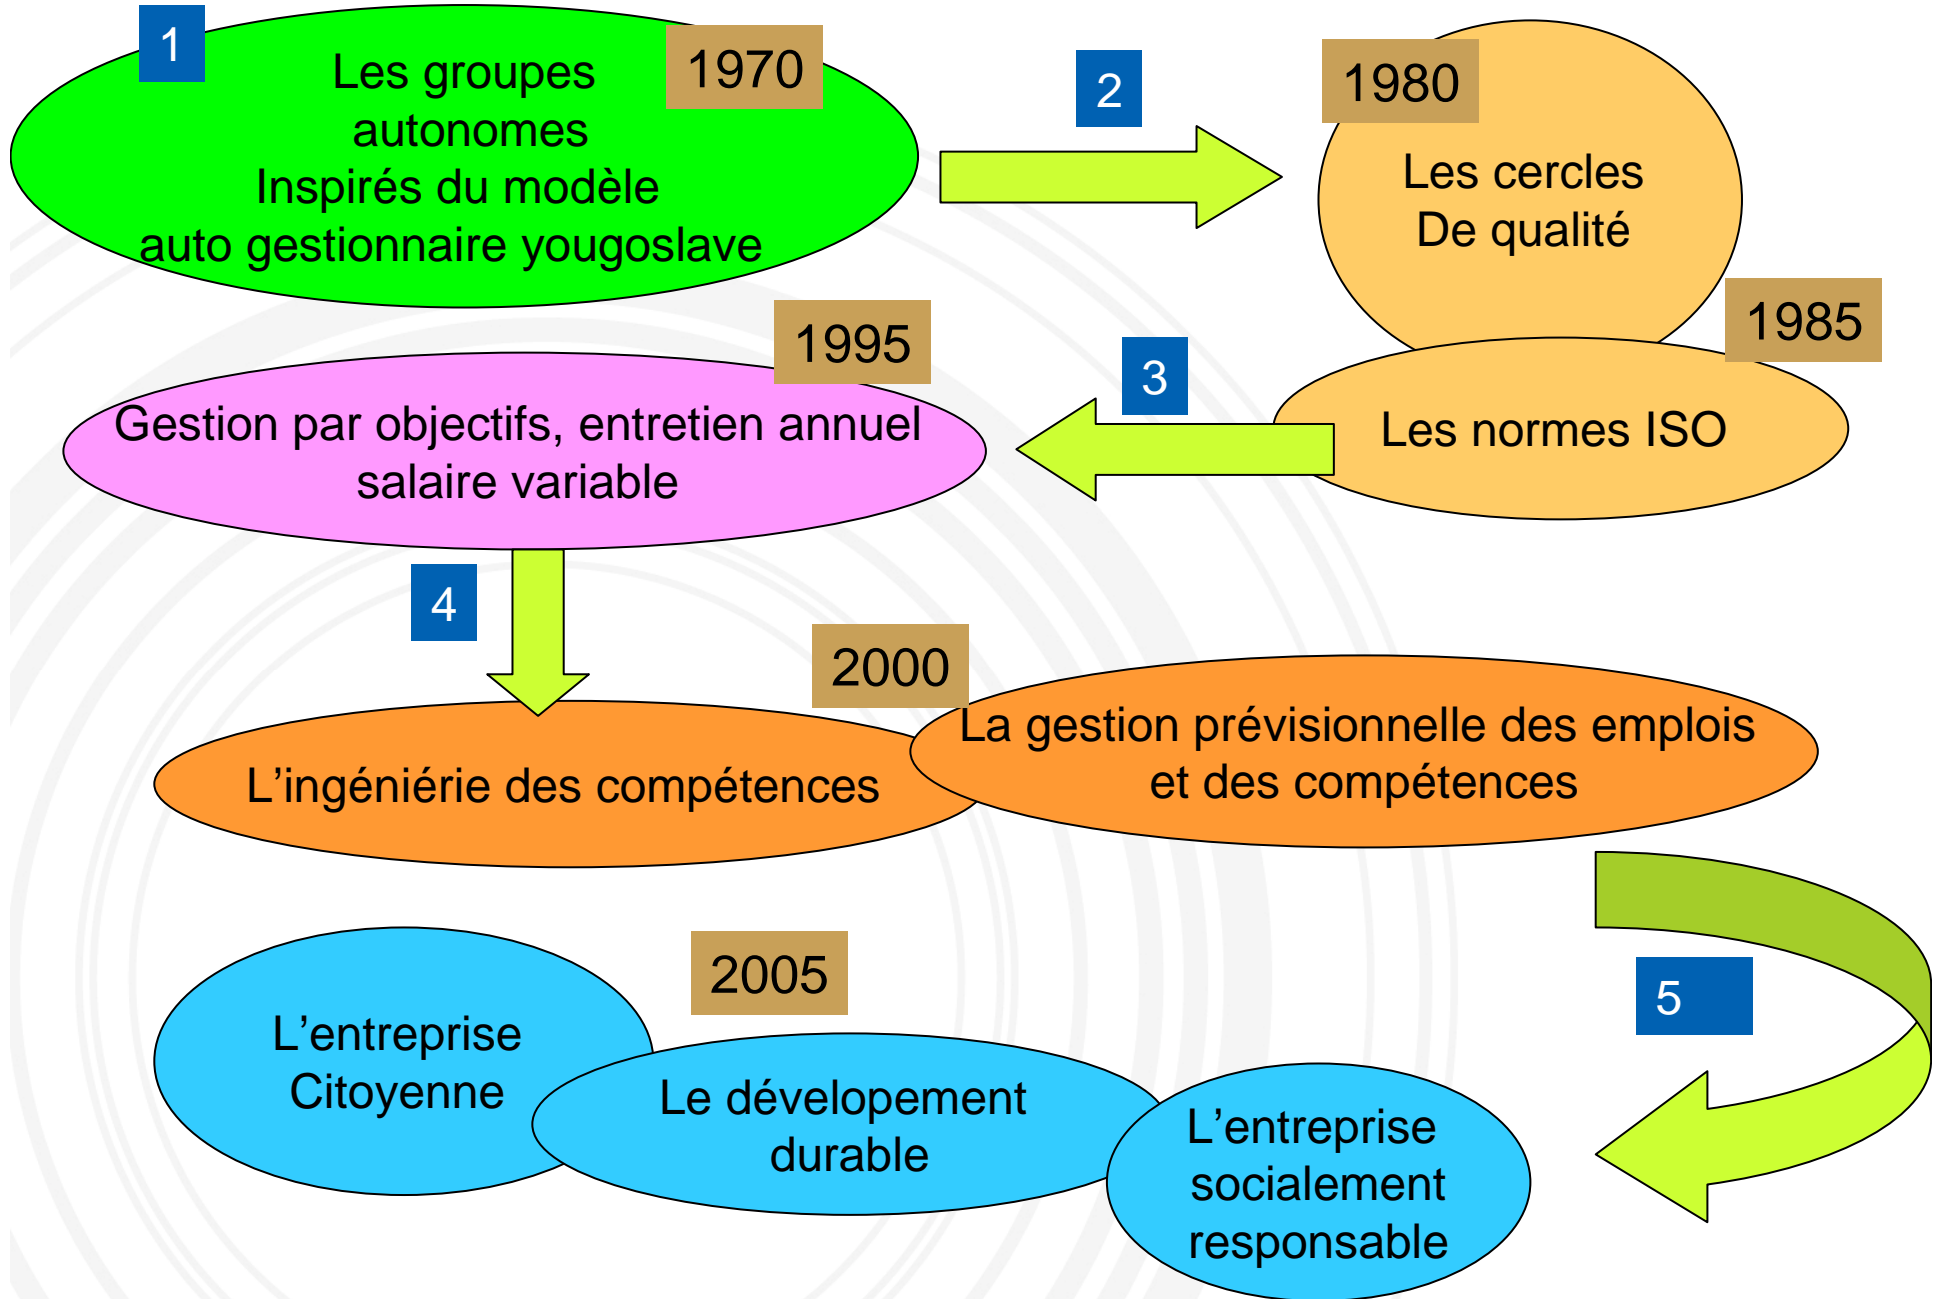 1
1970
Les groupes
autonomes
Inspirés du modèle
auto gestionnaire yougoslave
2
1980
Les cercles
De qualité
1985
Les normes ISO
3
1995
Gestion par objectifs, entretien annuel
salaire variable
4
2000
L’ingéniérie des compétences
La gestion prévisionnelle des emplois
et des compétences
5
2005
L’entreprise
Citoyenne
Le dévelopement
durable
L’entreprise
socialement
responsable